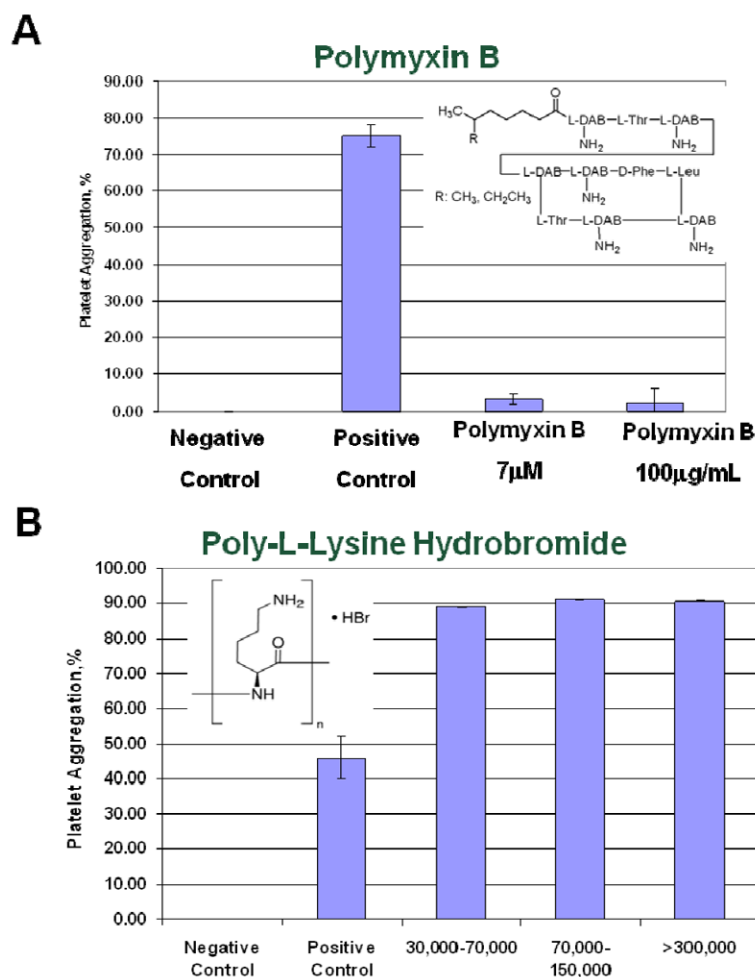 A
Polymyxin B
Platelet Aggregation, %
90.00
80.00
70.00
60.00
50.00
40.00
30.00
20.00
10.00
0.00
O
H₃C
R
L-DAB-L-Thr-L-DAB
NH₂ NH₂
L-DAB-L-DAB-D-Phe-L-Leu
NH₂
R: CH₃, CH₂CH₃
L-Thr-L-DAB L-DAB
NH₂ NH₂
Negative Control
Positive Control
Polymyxin B 7µM
Polymyxin B 100µg/mL
B
Poly-L-Lysine Hydrobromide
Platelet Aggregation,%
100.00
90.00
80.00
70.00
60.00
50.00
40.00
30.00
20.00
10.00
0.00
NH₂
• HBr
O
NH
n
Negative Control
Positive Control
30,000-70,000
70,000-150,000
>300,000